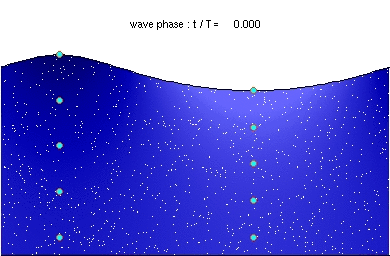 wave phase : t / T = 0.000